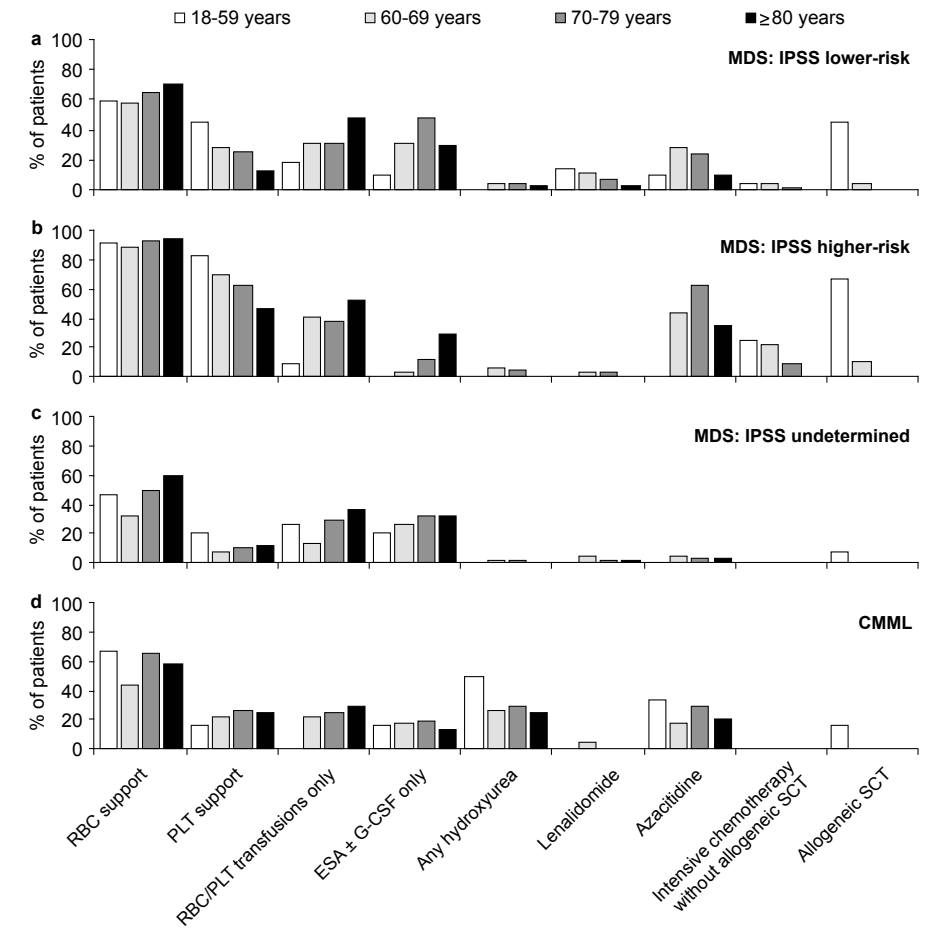 18-59 years 60-69 years 70-79 years ≥80 years
a
MDS: IPSS lower-risk
% of patients
100
80
60
40
20
0
b
MDS: IPSS higher-risk
% of patients
100
80
60
40
20
0
c
MDS: IPSS undetermined
% of patients
100
80
60
40
20
0
d
CMML
% of patients
100
80
60
40
20
0
RBC support
PLT support
RBC/PLT transfusions only
ESA ± G-CSF only
Any hydroxyurea
Lenalidomide
Azacitidine
Intensive chemotherapy
without allogeneic SCT
Allogeneic SCT